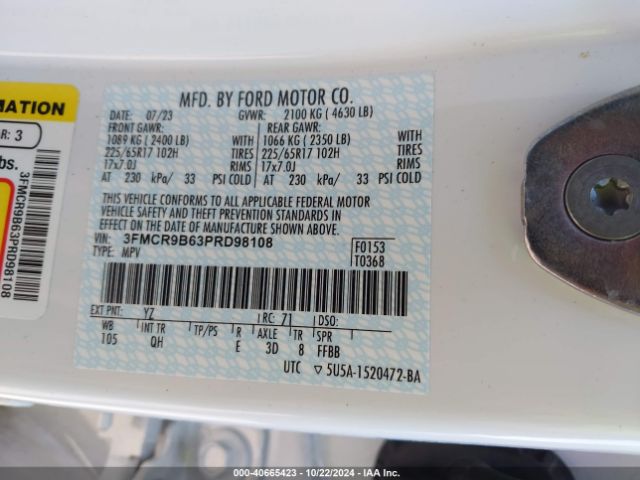 MATION
R: 3
lbs.
3FMCR9B63PRD98108
MFD. BY FORD MOTOR CO.
DATE: 07/23 GVWR: 2100 KG ( 4630 LB)
FRONT GAWR: REAR GAWR:
1089 KG ( 2400 LB) WITH 1066 KG ( 2350 LB) WITH
225/65R17 102H TIRES 225/65R17 102H TIRES
17x7.0J RIMS 17x7.0J RIMS
AT 230 kPa/ 33 PSI COLD AT 230 kPa/ 33 PSI COLD
THIS VEHICLE CONFORMS TO ALL APPLICABLE FEDERAL MOTOR
VEHICLE SAFETY AND THEFT PREVENTION STANDARDS IN
EFFECT ON THE DATE OF MANUFACTURE SHOWN ABOVE.
VIN: 3FMCR9B63PRD98108 F0153
TYPE: MPV T0368
EXT PNT: YZ RC: 71 DSO:
WB INT TR TP/PS R AXLE TR SPR
105 QH E 3D 8 FFBB
UTC ▽ 5U5A-1520472-BA
000-40665423 - 10/22/2024 - IAA Inc.